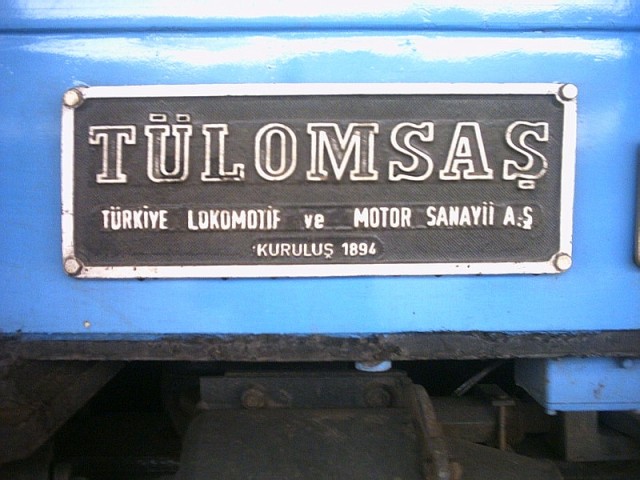 TÜLOMSAŞ
TÜRKİYE LOKOMOTİF ve MOTOR SANAYİİ A.Ş
KURULUŞ 1894